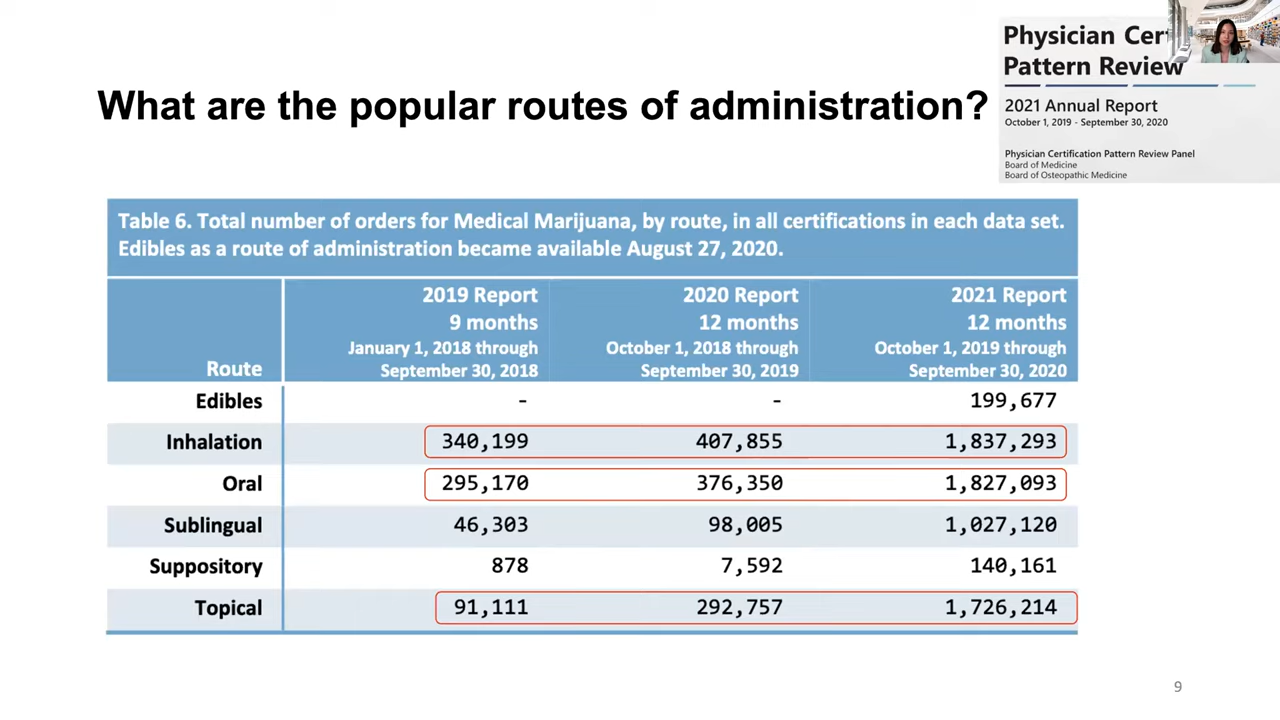 Physician Cer
Pattern Review
2021 Annual Report
October 1, 2019 - September 30, 2020
Physician Certification Pattern Review Panel
Board of Medicine
Board of Osteopathic Medicine
What are the popular routes of administration?
Table 6. Total number of orders for Medical Marijuana, by route, in all certifications in each data set.
Edibles as a route of administration became available August 27, 2020.
Route 2019 Report 9 months January 1, 2018 through September 30, 2018 2020 Report 12 months October 1, 2018 through September 30, 2019 2021 Report 12 months October 1, 2019 through September 30, 2020
Edibles - - 199,677
Inhalation 340,199 407,855 1,837,293
Oral 295,170 376,350 1,827,093
Sublingual 46,303 98,005 1,027,120
Suppository 878 7,592 140,161
Topical 91,111 292,757 1,726,214
9